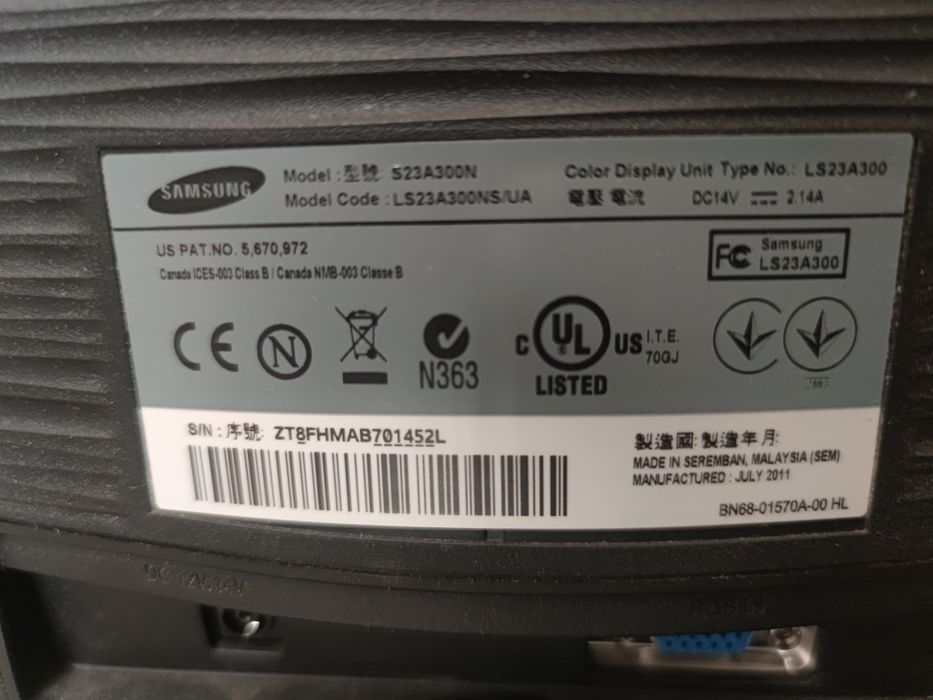 SAMSUNG
Model : 型號: S23A300N
Model Code : LS23A300NS/UA
Color Display Unit Type No.: LS23A300
電壓 電流 DC14V 2.14A
US PAT.NO. 5,670,972
Canada ICES-003 Class B / Canada NMB-003 Classe B
FC Samsung
LS23A300
CE
N
N363
C UL US
®
LISTED
I.T.E.
70GJ
S/N : 序號: ZT8FHMAB701452L
製造國: 製造年月:
MADE IN SEREMBAN, MALAYSIA (SEM)
MANUFACTURED : JULY 2011
BN68-01570A-00 HL